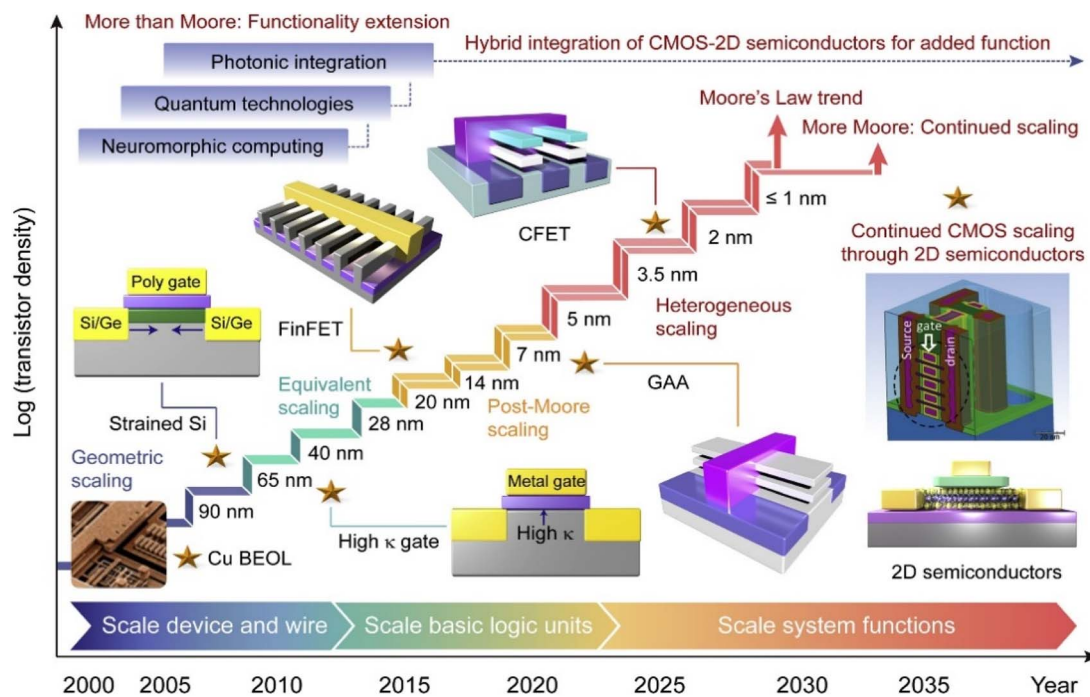 More than Moore: Functionality extension
Hybrid integration of CMOS-2D semiconductors for added function
Photonic integration
Quantum technologies
Neuromorphic computing
Moore's Law trend
More Moore: Continued scaling
≤ 1 nm
2 nm
3.5 nm
5 nm
7 nm
14 nm
20 nm
28 nm
40 nm
65 nm
90 nm
CFET
Heterogeneous
scaling
Continued CMOS scaling
through 2D semiconductors
Source
gate
drain
20 nm
Poly gate
Si/Ge
Si/Ge
Strained Si
FinFET
Equivalent
scaling
Post-Moore
scaling
GAA
Geometric
scaling
Cu BEOL
High κ gate
Metal gate
High κ
2D semiconductors
Log (transistor density)
Scale device and wire
Scale basic logic units
Scale system functions
2000 2005 2010 2015 2020 2025 2030 2035 Year